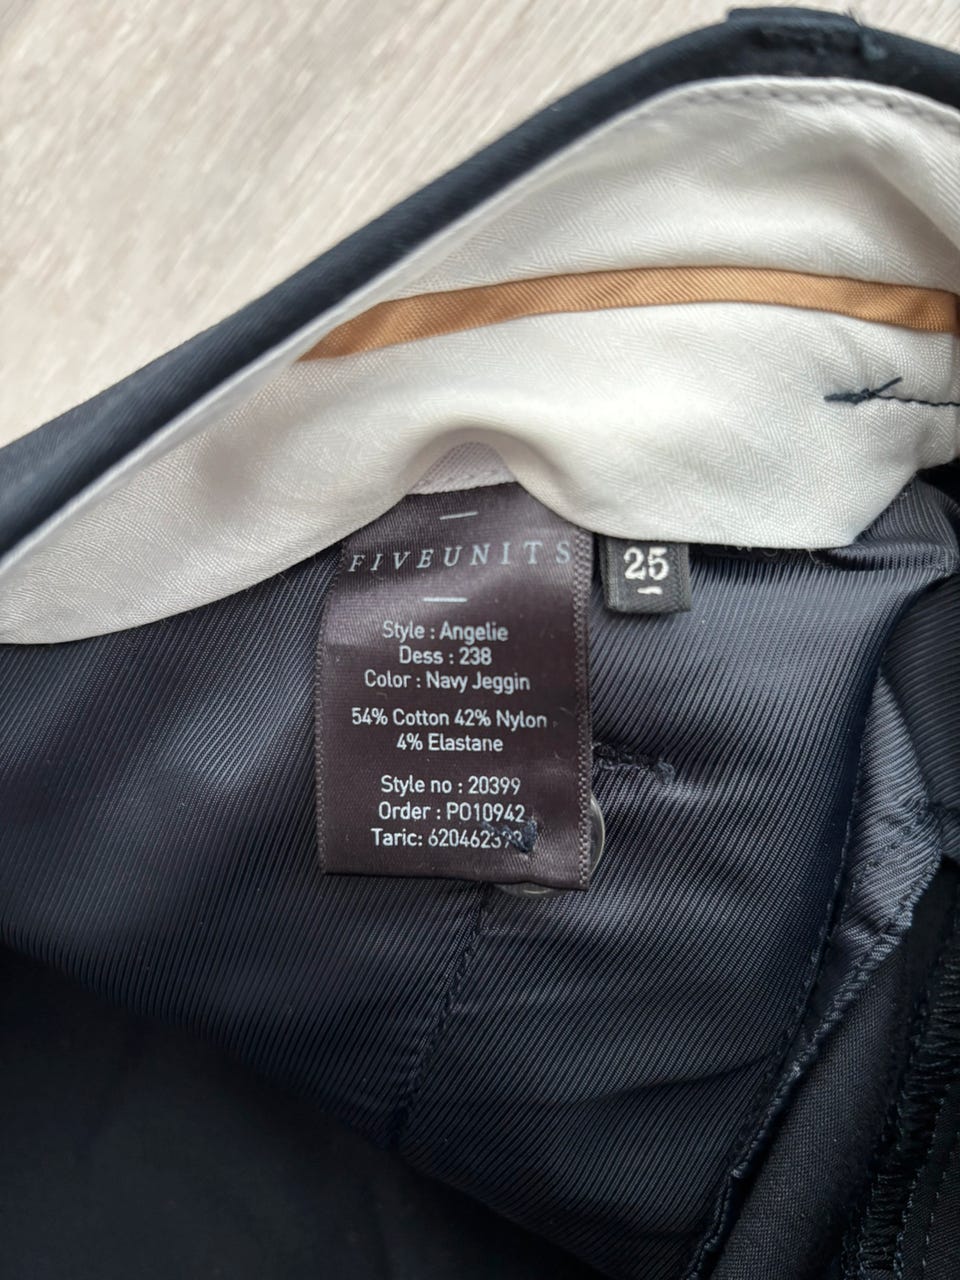 FIVEUNITS
25
Style : Angelie
Dess : 238
Color : Navy Jeggin
54% Cotton 42% Nylon
4% Elastane
Style no : 20399
Order : PO10942
Taric: